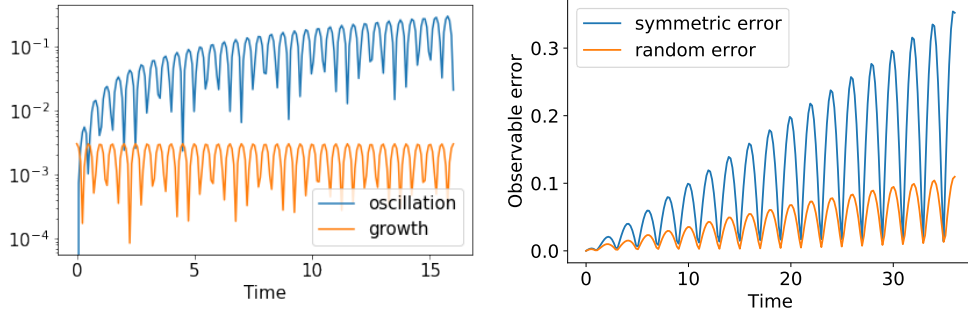 10⁻¹
10⁻²
10⁻³
10⁻⁴
oscillation
growth
0 5 10 15
Time
Observable error
0.3
0.2
0.1
0.0
symmetric error
random error
0 10 20 30
Time